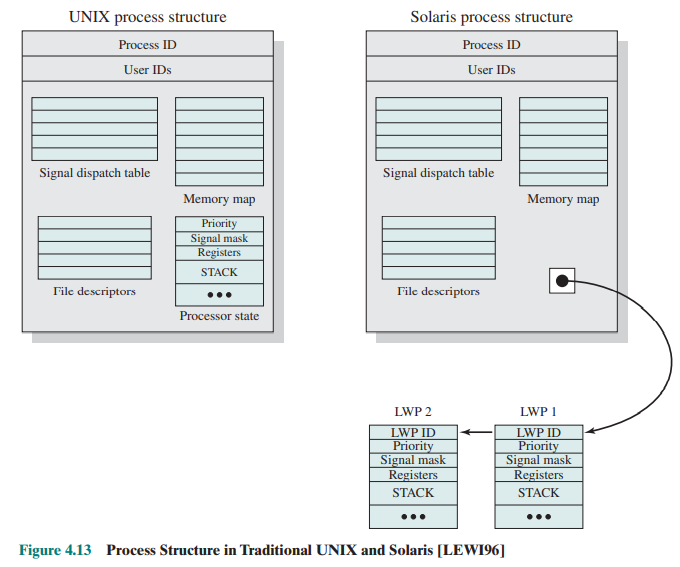 UNIX process structure
Process ID
User IDs
Signal dispatch table
Memory map
File descriptors
Priority
Signal mask
Registers
STACK
Processor state
Solaris process structure
Process ID
User IDs
Signal dispatch table
Memory map
File descriptors
LWP 2
LWP ID
Priority
Signal mask
Registers
STACK
LWP 1
LWP ID
Priority
Signal mask
Registers
STACK
Figure 4.13 Process Structure in Traditional UNIX and Solaris [LEWI96]